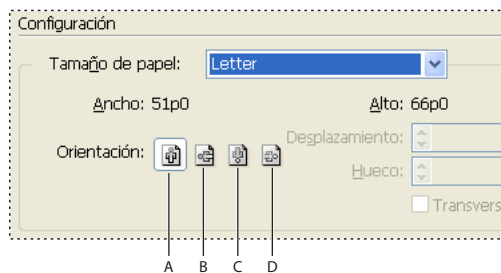 Configuración
Tamaño de papel: Letter
Ancho: 51p0 Alto: 66p0
Orientación: Desplazamiento:
Hueco:
Transvers
A B C D